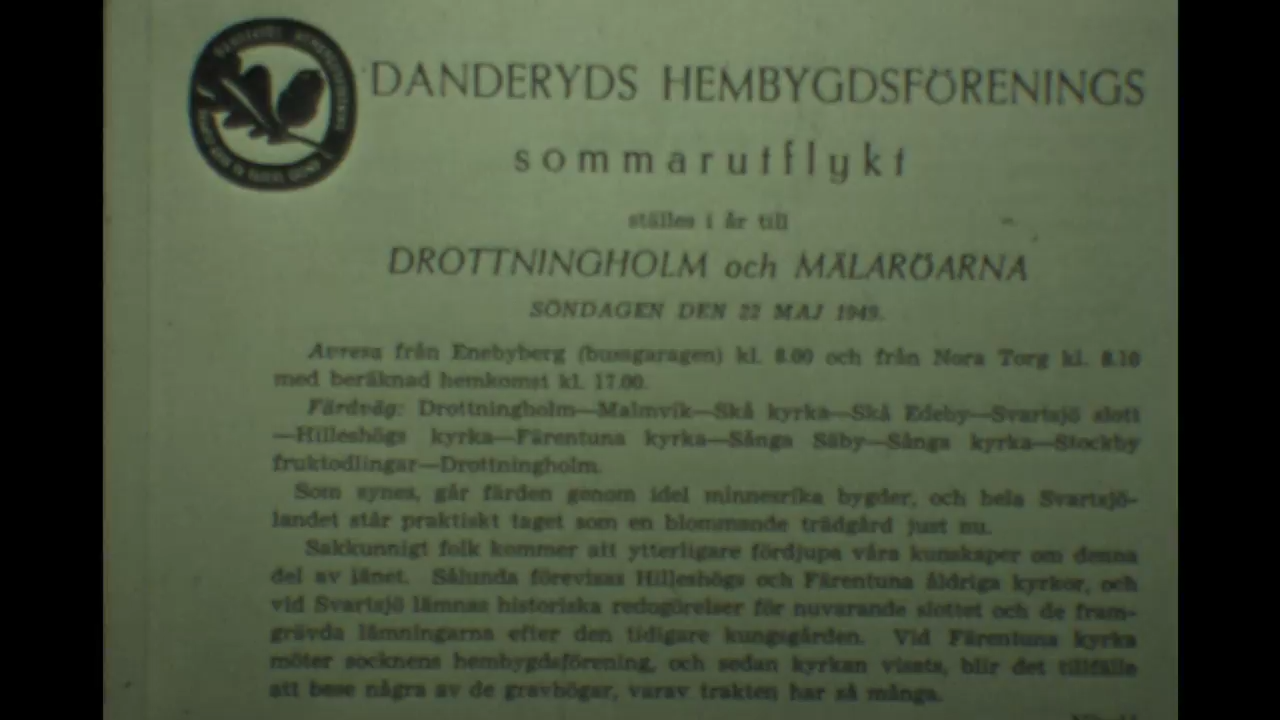 DANDERYDS HEMBYGDSFÖRENINGS
sommarutflykt
ställes i år till
DROTTNINGHOLM och MÄLARÖARNA
SÖNDAGEN DEN 22 MAJ 1949.
Avresa från Enebyberg (bussgaragen) kl. 8.00 och från Nora Torg kl. 8.10
med beräknad hemkomst kl. 17.00.
Färdväg: Drottningholm—Malmvik—Skå kyrka—Skå Edeby—Svartsjö slott
—Hilleshögs kyrka—Färentuna kyrka—Sånga Säby—Sånga kyrka—Stockby
fruktodlingar—Drottningholm.
Som synes, går färden genom idel minnesrika bygder, och hela Svartsjö-
landet står praktiskt taget som en blommande trädgård just nu.
Sakkunnigt folk kommer att ytterligare fördjupa våra kunskaper om denna
del av länet. Sålunda förevisas Hilleshögs och Färentuna åldriga kyrkor, och
vid Svartsjö lämnas historiska redogörelser för nuvarande slottet och de fram-
grävda lämningarna efter den tidigare kungsgården. Vid Färentuna kyrka
möter socknens hembygdsförening, och sedan kyrkan visats, blir det tillfälle
att bese några av de gravhögar, varav trakten har så många.